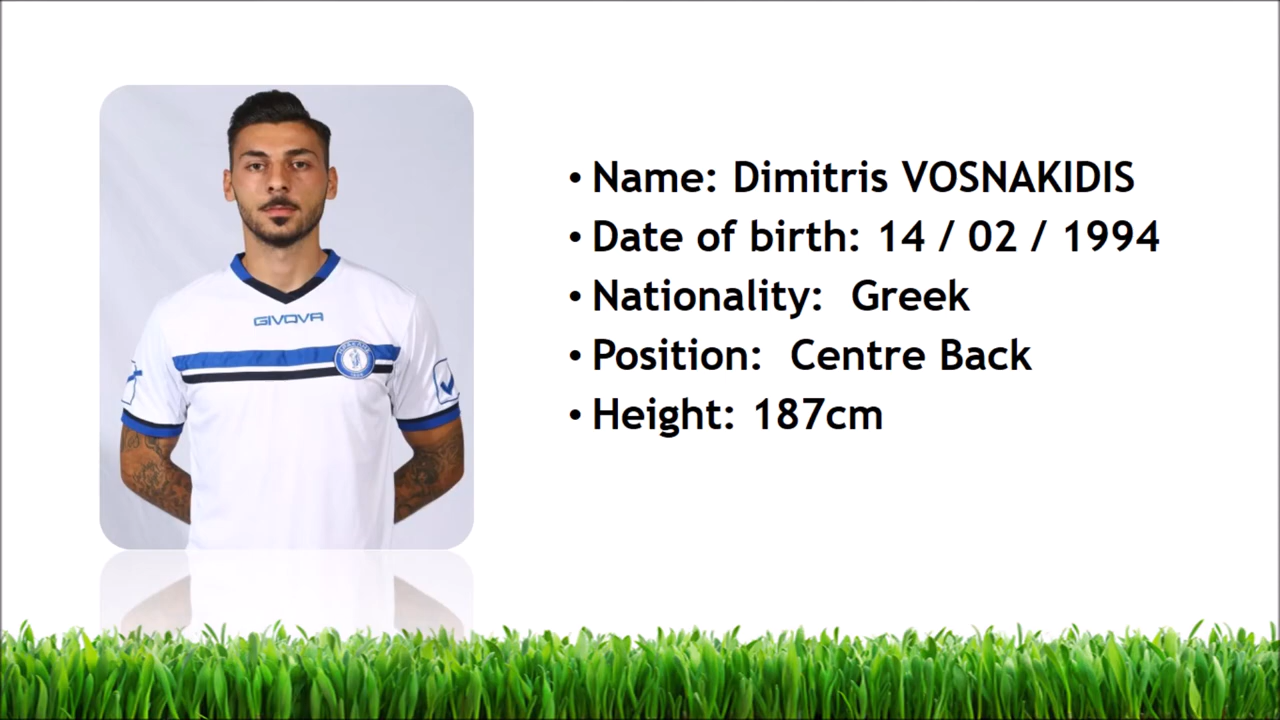 • Name: Dimitris VOSNAKIDIS
• Date of birth: 14 / 02 / 1994
• Nationality: Greek
• Position: Centre Back
• Height: 187cm
GIVOVA